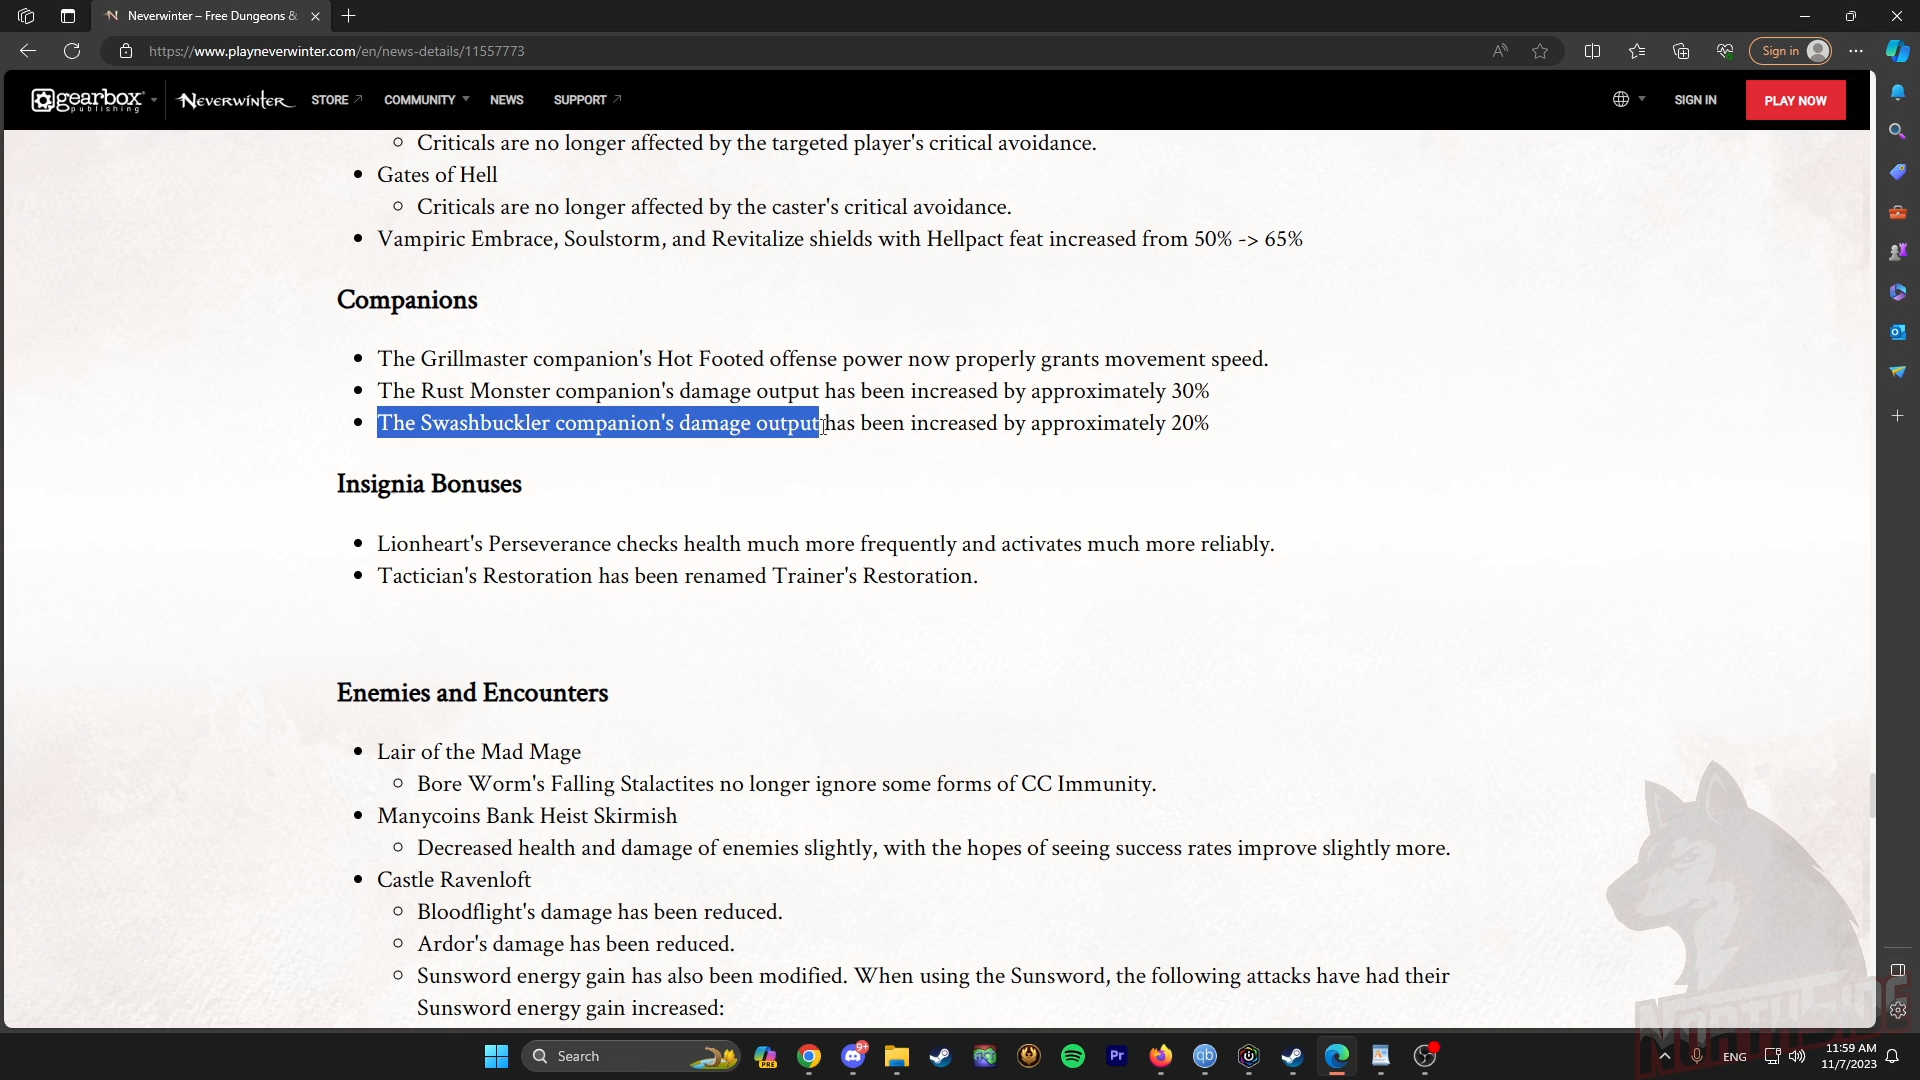 Neverwinter – Free Dungeons &
https://www.playneverwinter.com/en/news-details/11557773
Sign in
gearbox publishing
Neverwinter
STORE
COMMUNITY
NEWS
SUPPORT
SIGN IN
PLAY NOW
Criticals are no longer affected by the targeted player's critical avoidance.
Gates of Hell
Criticals are no longer affected by the caster's critical avoidance.
Vampiric Embrace, Soulstorm, and Revitalize shields with Hellpact feat increased from 50% -> 65%
Companions
The Grillmaster companion's Hot Footed offense power now properly grants movement speed.
The Rust Monster companion's damage output has been increased by approximately 30%
The Swashbuckler companion's damage output has been increased by approximately 20%
Insignia Bonuses
Lionheart's Perseverance checks health much more frequently and activates much more reliably.
Tactician's Restoration has been renamed Trainer's Restoration.
Enemies and Encounters
Lair of the Mad Mage
Bore Worm's Falling Stalactites no longer ignore some forms of CC Immunity.
Manycoins Bank Heist Skirmish
Decreased health and damage of enemies slightly, with the hopes of seeing success rates improve slightly more.
Castle Ravenloft
Bloodflight's damage has been reduced.
Ardor's damage has been reduced.
Sunsword energy gain has also been modified. When using the Sunsword, the following attacks have had their
Sunsword energy gain increased:
NORTHSIDE
Search
PRE
9+
Pr
qb
ENG
11:59 AM
11/7/2023